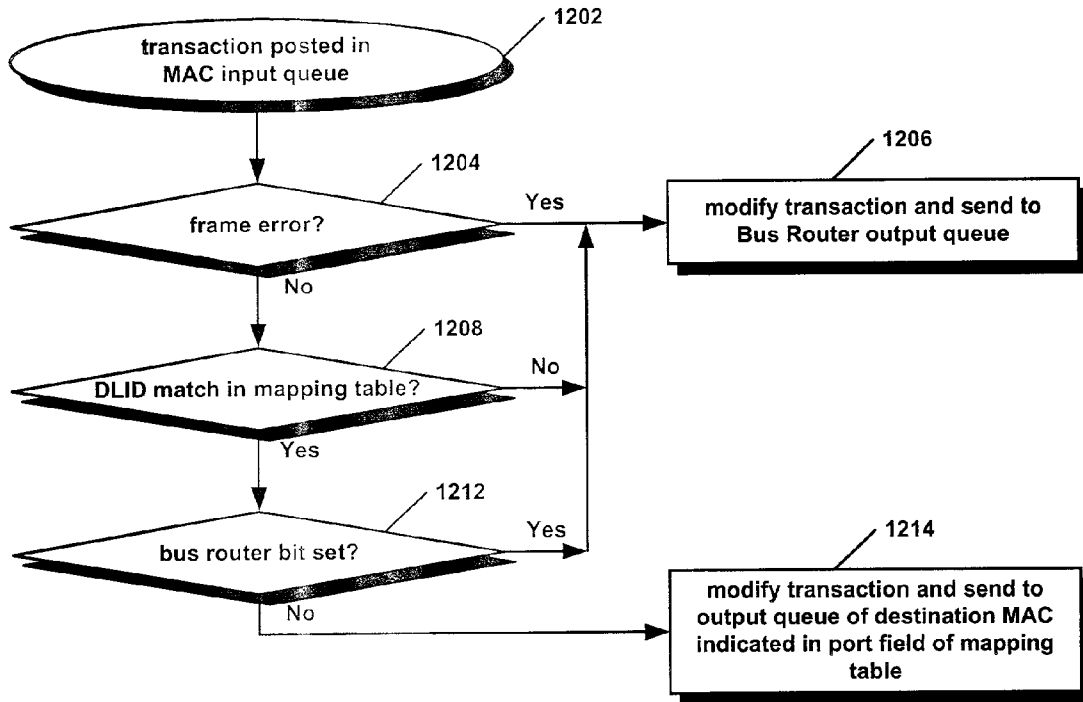 1202
transaction posted in
MAC input queue
1204
frame error?
Yes
No
1206
modify transaction and send to
Bus Router output queue
1208
DLID match in mapping table?
No
Yes
1212
bus router bit set?
Yes
No
1214
modify transaction and send to
output queue of destination MAC
indicated in port field of mapping
table